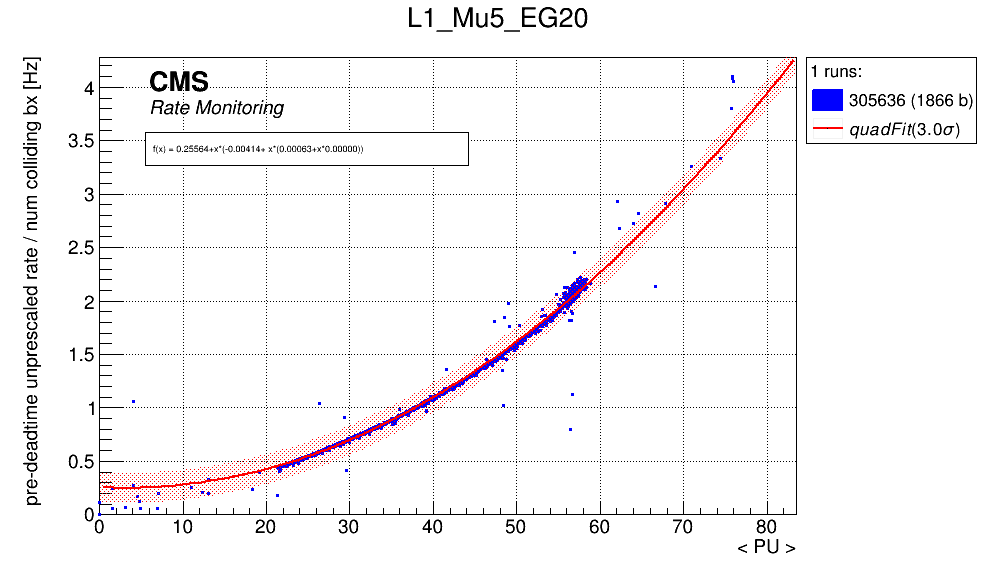 L1_Mu5_EG20
pre-deadtime unprescaled rate / num colliding bx [Hz]
CMS
Rate Monitoring
f(x) = 0.25564+x*(-0.00414+ x*(0.00063+x*0.00000))
1 runs:
305636 (1866 b)
quadFit(3.0σ)
4
3.5
3
2.5
2
1.5
1
0.5
0
0 10 20 30 40 50 60 70 80
< PU >